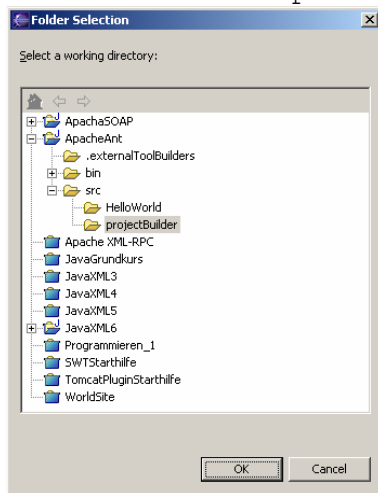 Folder Selection
Select a working directory:
ApachaSOAP
ApacheAnt
.externalToolBuilders
bin
src
HelloWorld
projectBuilder
Apache XML-RPC
JavaGrundkurs
JavaXML3
JavaXML4
JavaXML5
JavaXML6
Programmieren_1
SWTStarthilfe
TomcatPluginStarthilfe
WorldSite
OK Cancel